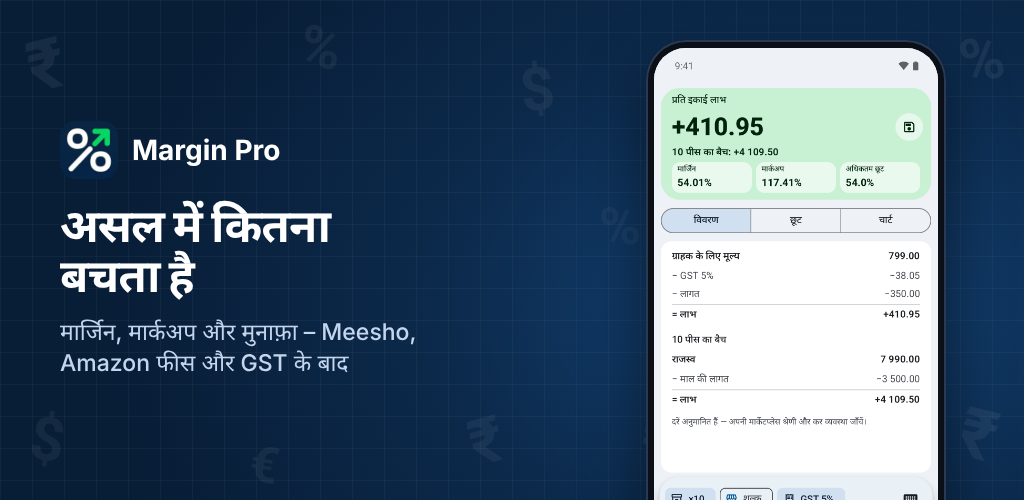 Margin Pro
असल में कितना
बचता है
मार्जिन, मार्कअप और मुनाफ़ा – Meesho,
Amazon फीस और GST के बाद
9:41
प्रति इकाई लाभ
+410.95
10 पीस का बैच: +4 109.50
मार्जिन मार्कअप अधिकतम छूट
54.01% 117.41% 54.0%
विवरण छूट चार्ट
ग्राहक के लिए मूल्य 799.00
− GST 5% −38.05
− लागत −350.00
= लाभ +410.95
10 पीस का बैच
राजस्व 7 990.00
− माल की लागत −3 500.00
= लाभ +4 109.50
दरें अनुमानित हैं — अपनी मार्केटप्लेस श्रेणी और कर व्यवस्था जाँचें।
×10 शुल्क GST 5%